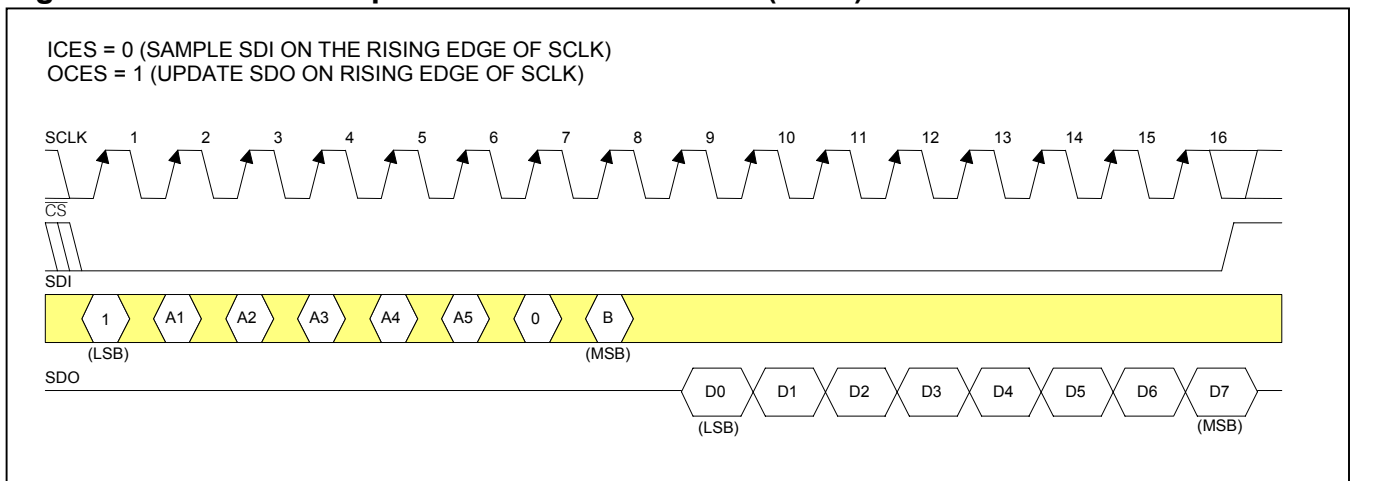 ICES = 0 (SAMPLE SDI ON THE RISING EDGE OF SCLK)
OCES = 1 (UPDATE SDO ON RISING EDGE OF SCLK)
SCLK 1 2 3 4 5 6 7 8 9 10 11 12 13 14 15 16
CS
SDI
1 A1 A2 A3 A4 A5 0 B
(LSB) (MSB)
SDO
D0 D1 D2 D3 D4 D5 D6 D7
(LSB) (MSB)